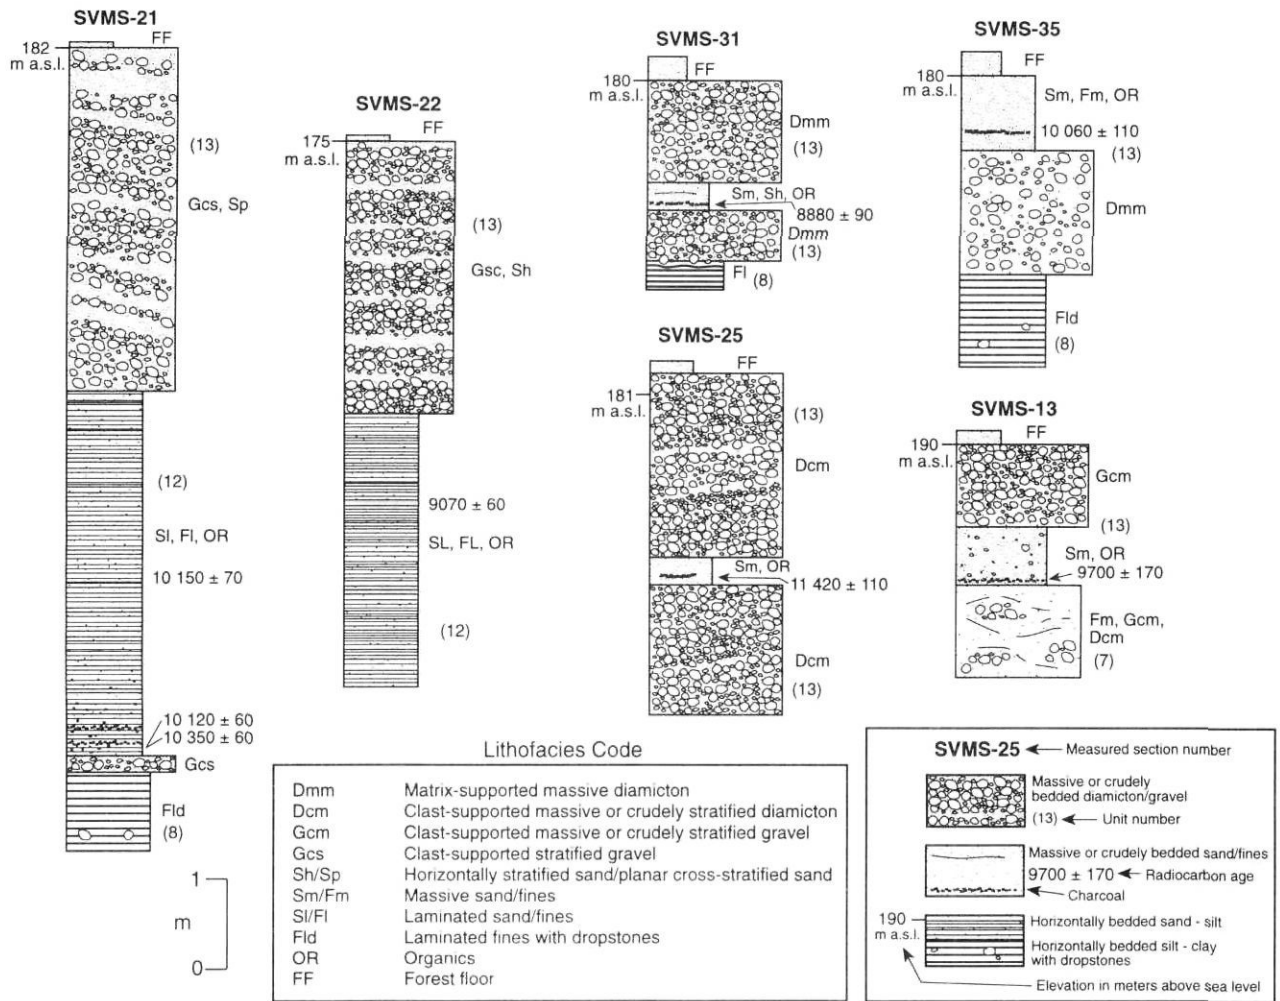 SVMS-21
FF
182
m a.s.l.
(13)
Gcs, Sp
(12)
Sl, Fl, OR
10 150 ± 70
10 120 ± 60
10 350 ± 60
Gcs
Fld
(8)
1
m
0
SVMS-22
FF
175
m a.s.l.
(13)
Gsc, Sh
9070 ± 60
SL, FL, OR
(12)
SVMS-31
FF
180
m a.s.l.
Dmm
(13)
Sm, Sh, OR
8880 ± 90
Dmm
(13)
Fl (8)
SVMS-25
FF
181
m a.s.l.
(13)
Dcm
Sm, OR
11 420 ± 110
Dcm
(13)
SVMS-35
FF
180
m a.s.l.
Sm, Fm, OR
10 060 ± 110
(13)
Dmm
Fld
(8)
SVMS-13
FF
190
m a.s.l.
Gcm
(13)
Sm, OR
9700 ± 170
Fm, Gcm,
Dcm
(7)
Lithofacies Code
Dmm Matrix-supported massive diamicton
Dcm Clast-supported massive or crudely stratified diamicton
Gcm Clast-supported massive or crudely stratified gravel
Gcs Clast-supported stratified gravel
Sh/Sp Horizontally stratified sand/planar cross-stratified sand
Sm/Fm Massive sand/fines
Sl/Fl Laminated sand/fines
Fld Laminated fines with dropstones
OR Organics
FF Forest floor
SVMS-25 Measured section number
Massive or crudely
bedded diamicton/gravel
(13) Unit number
Massive or crudely bedded sand/fines
9700 ± 170 Radiocarbon age
Charcoal
190
m a.s.l.
Horizontally bedded sand - silt
Horizontally bedded silt - clay
with dropstones
Elevation in meters above sea level